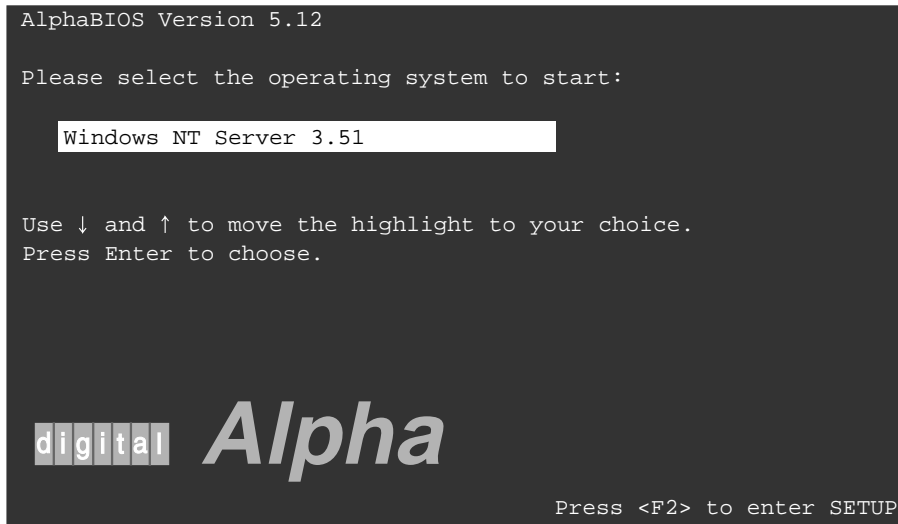 AlphaBIOS Version 5.12
Please select the operating system to start:
Windows NT Server 3.51
Use ↓ and ↑ to move the highlight to your choice.
Press Enter to choose.
digital Alpha
Press <F2> to enter SETUP